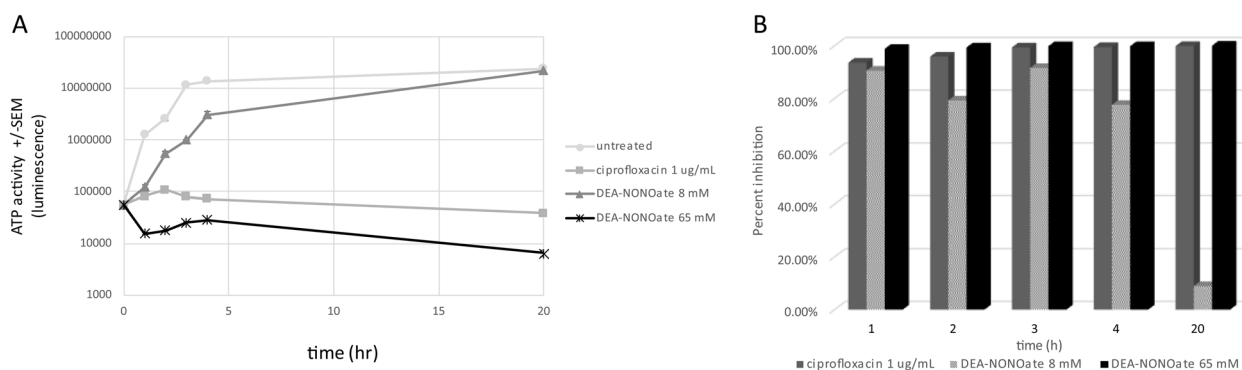 A
100000000
10000000
1000000
100000
10000
1000
ATP activity +/-SEM
(luminescence)
0
5
10
15
20
time (hr)
untreated
ciprofloxacin 1 ug/mL
DEA-NONOate 8 mM
DEA-NONOate 65 mM
B
100.00%
80.00%
60.00%
40.00%
20.00%
0.00%
Percent inhibition
1
2
3
4
20
time (h)
ciprofloxacin 1 ug/mL
DEA-NONOate 8 mM
DEA-NONOate 65 mM